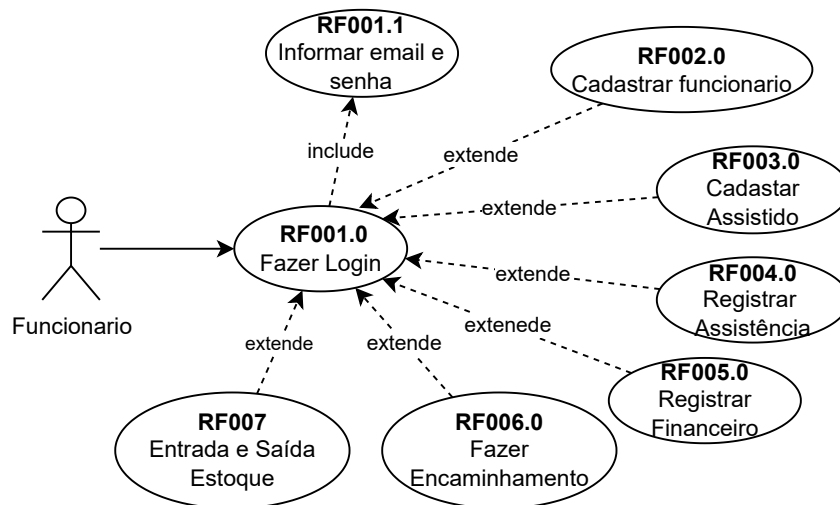 RF001.1
Informar email e
senha
RF002.0
Cadastrar funcionario
include
extende
RF003.0
Cadastar
Assistido
extende
RF001.0
Fazer Login
RF004.0
Registrar
Assistência
extende
Funcionario
extenede
extende
extende
RF005.0
Registrar
Financeiro
RF007
Entrada e Saída
Estoque
RF006.0
Fazer
Encaminhamento